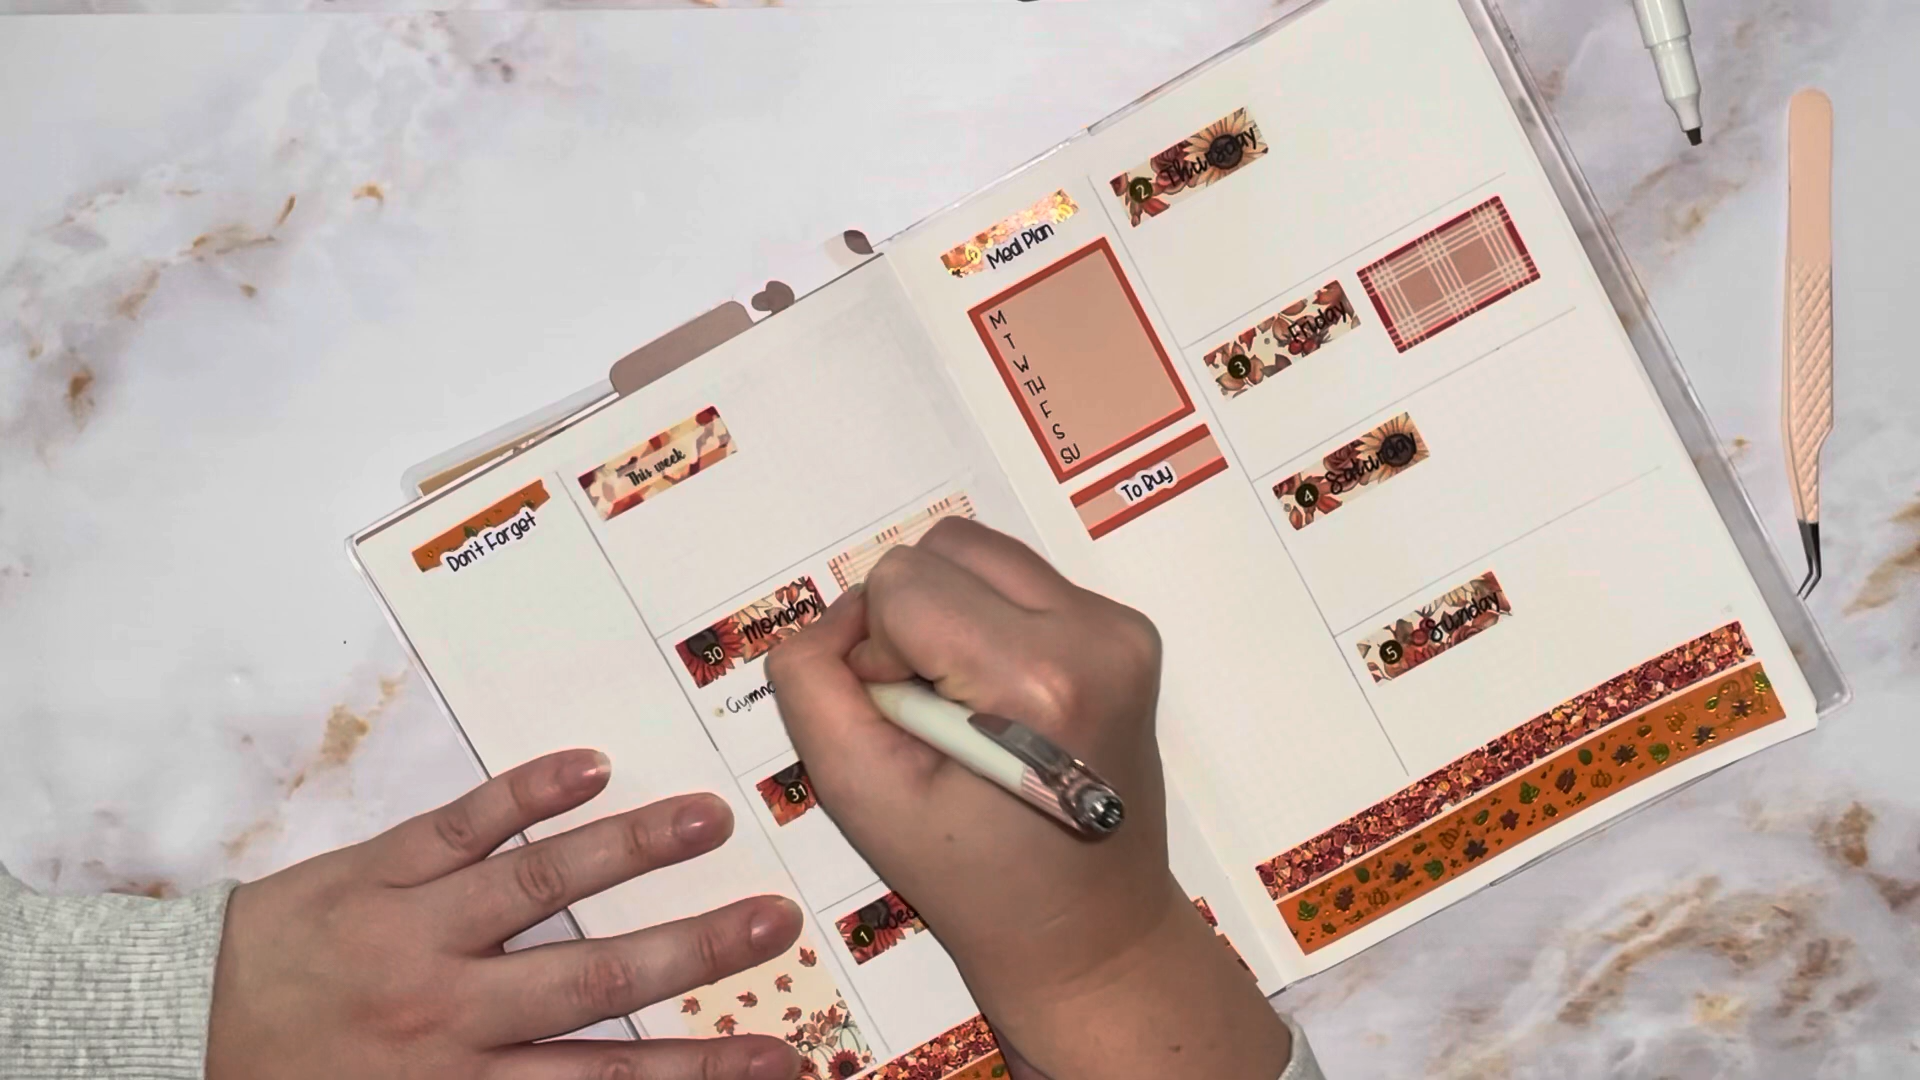 Don't Forget
This week
30 Monday
31
1
Meal Plan
M
T
W
TH
F
S
SU
To Buy
2 Thursday
3 Friday
4 Saturday
5 Sunday